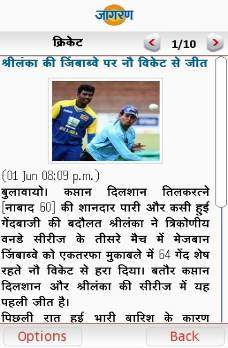 जागरण
क्रिकेट
1/10
श्रीलंका की जिंबाब्वे पर नौ विकेट से जीत
(01 Jun 08:09 p.m.)
बुलावायो। कप्तान दिलशान तिलकरत्ने
[नाबाद 60] की शानदार पारी और कसी हुई
गेंदबाजी की बदौलत श्रीलंका ने त्रिकोणीय
वनडे सीरीज के तीसरे मैच में मेजबान
जिंबाब्वे को एकतरफा मुकाबले में 64 गेंद शेष
रहते नौ विकेट से हरा दिया। बतौर कप्तान
दिलशान और श्रीलंका की सीरीज में यह
पहली जीत है।
पिछली रात हुई भारी बारिश के कारण
Options Back